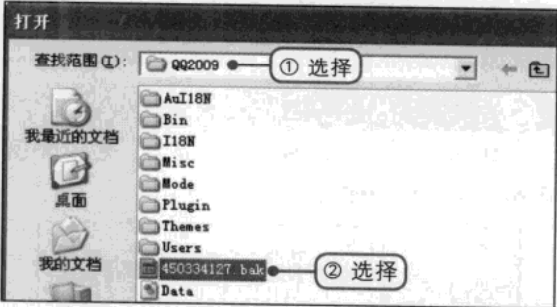 打开
查找范围(I): QQ2009 ① 选择
AuI18N
Bin
我最近的文档
I18N
Misc
Mode
桌面
Plugin
Themes
Users
我的文档
450334127.bak ② 选择
Data